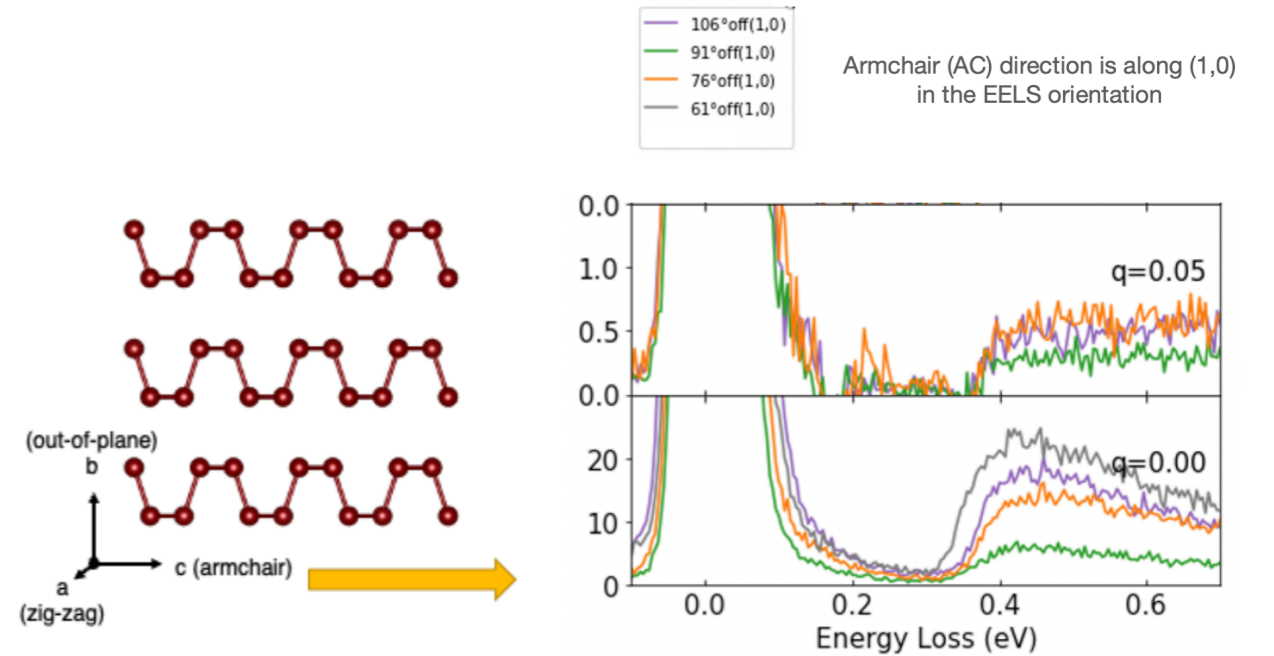 106°off(1,0)
91°off(1,0)
76°off(1,0)
61°off(1,0)
Armchair (AC) direction is along (1,0)
in the EELS orientation
(out-of-plane)
b
c (armchair)
a
(zig-zag)
0.0
1.0
q=0.05
0.5
0.0
0.0
20
q=0.00
10
0
0.0
0.2
0.4
0.6
Energy Loss (eV)